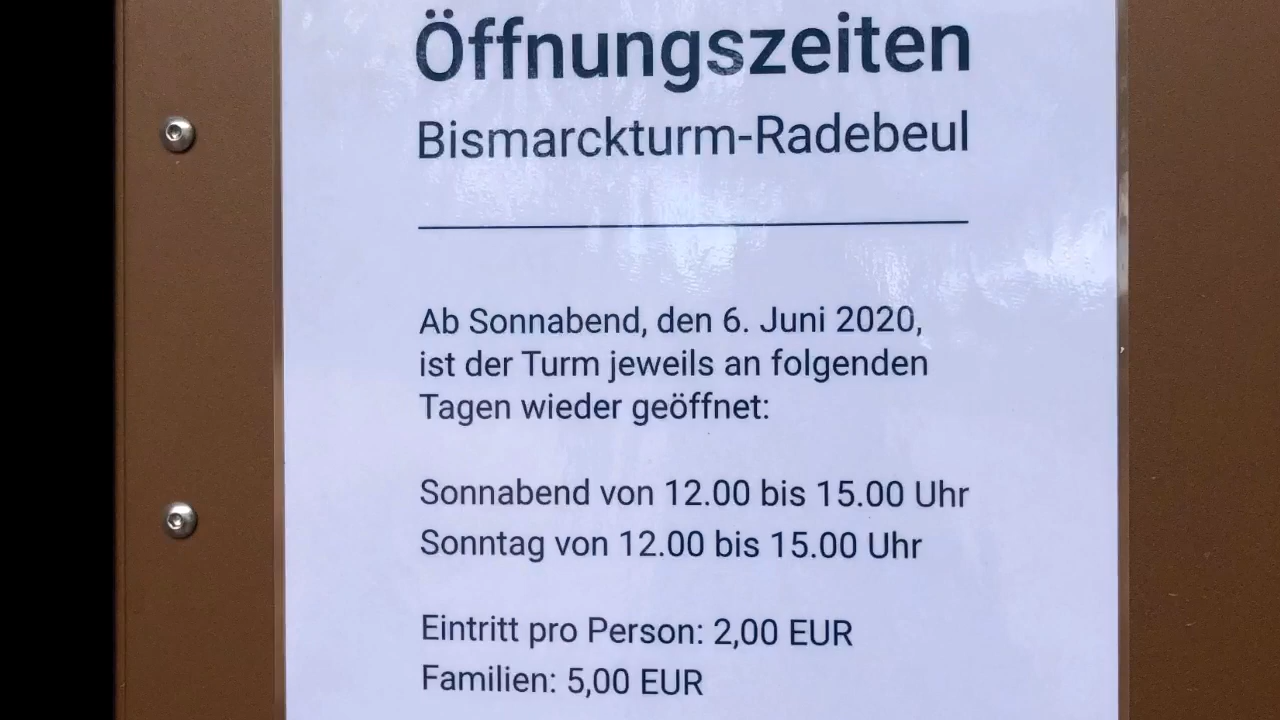 Öffnungszeiten
Bismarckturm-Radebeul
Ab Sonnabend, den 6. Juni 2020,
ist der Turm jeweils an folgenden
Tagen wieder geöffnet:
Sonnabend von 12.00 bis 15.00 Uhr
Sonntag von 12.00 bis 15.00 Uhr
Eintritt pro Person: 2,00 EUR
Familien: 5,00 EUR